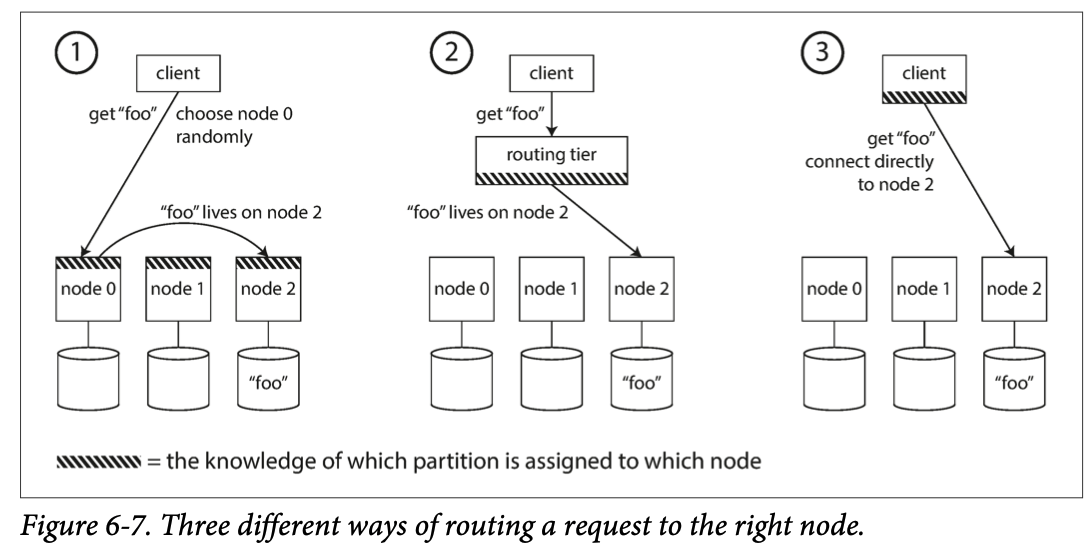 1
client
get “foo”
choose node 0
randomly
“foo” lives on node 2
node 0
node 1
node 2
“foo”
2
client
get “foo”
routing tier
“foo” lives on node 2
node 0
node 1
node 2
“foo”
3
client
get “foo”
connect directly
to node 2
node 0
node 1
node 2
“foo”
= the knowledge of which partition is assigned to which node
Figure 6-7. Three different ways of routing a request to the right node.